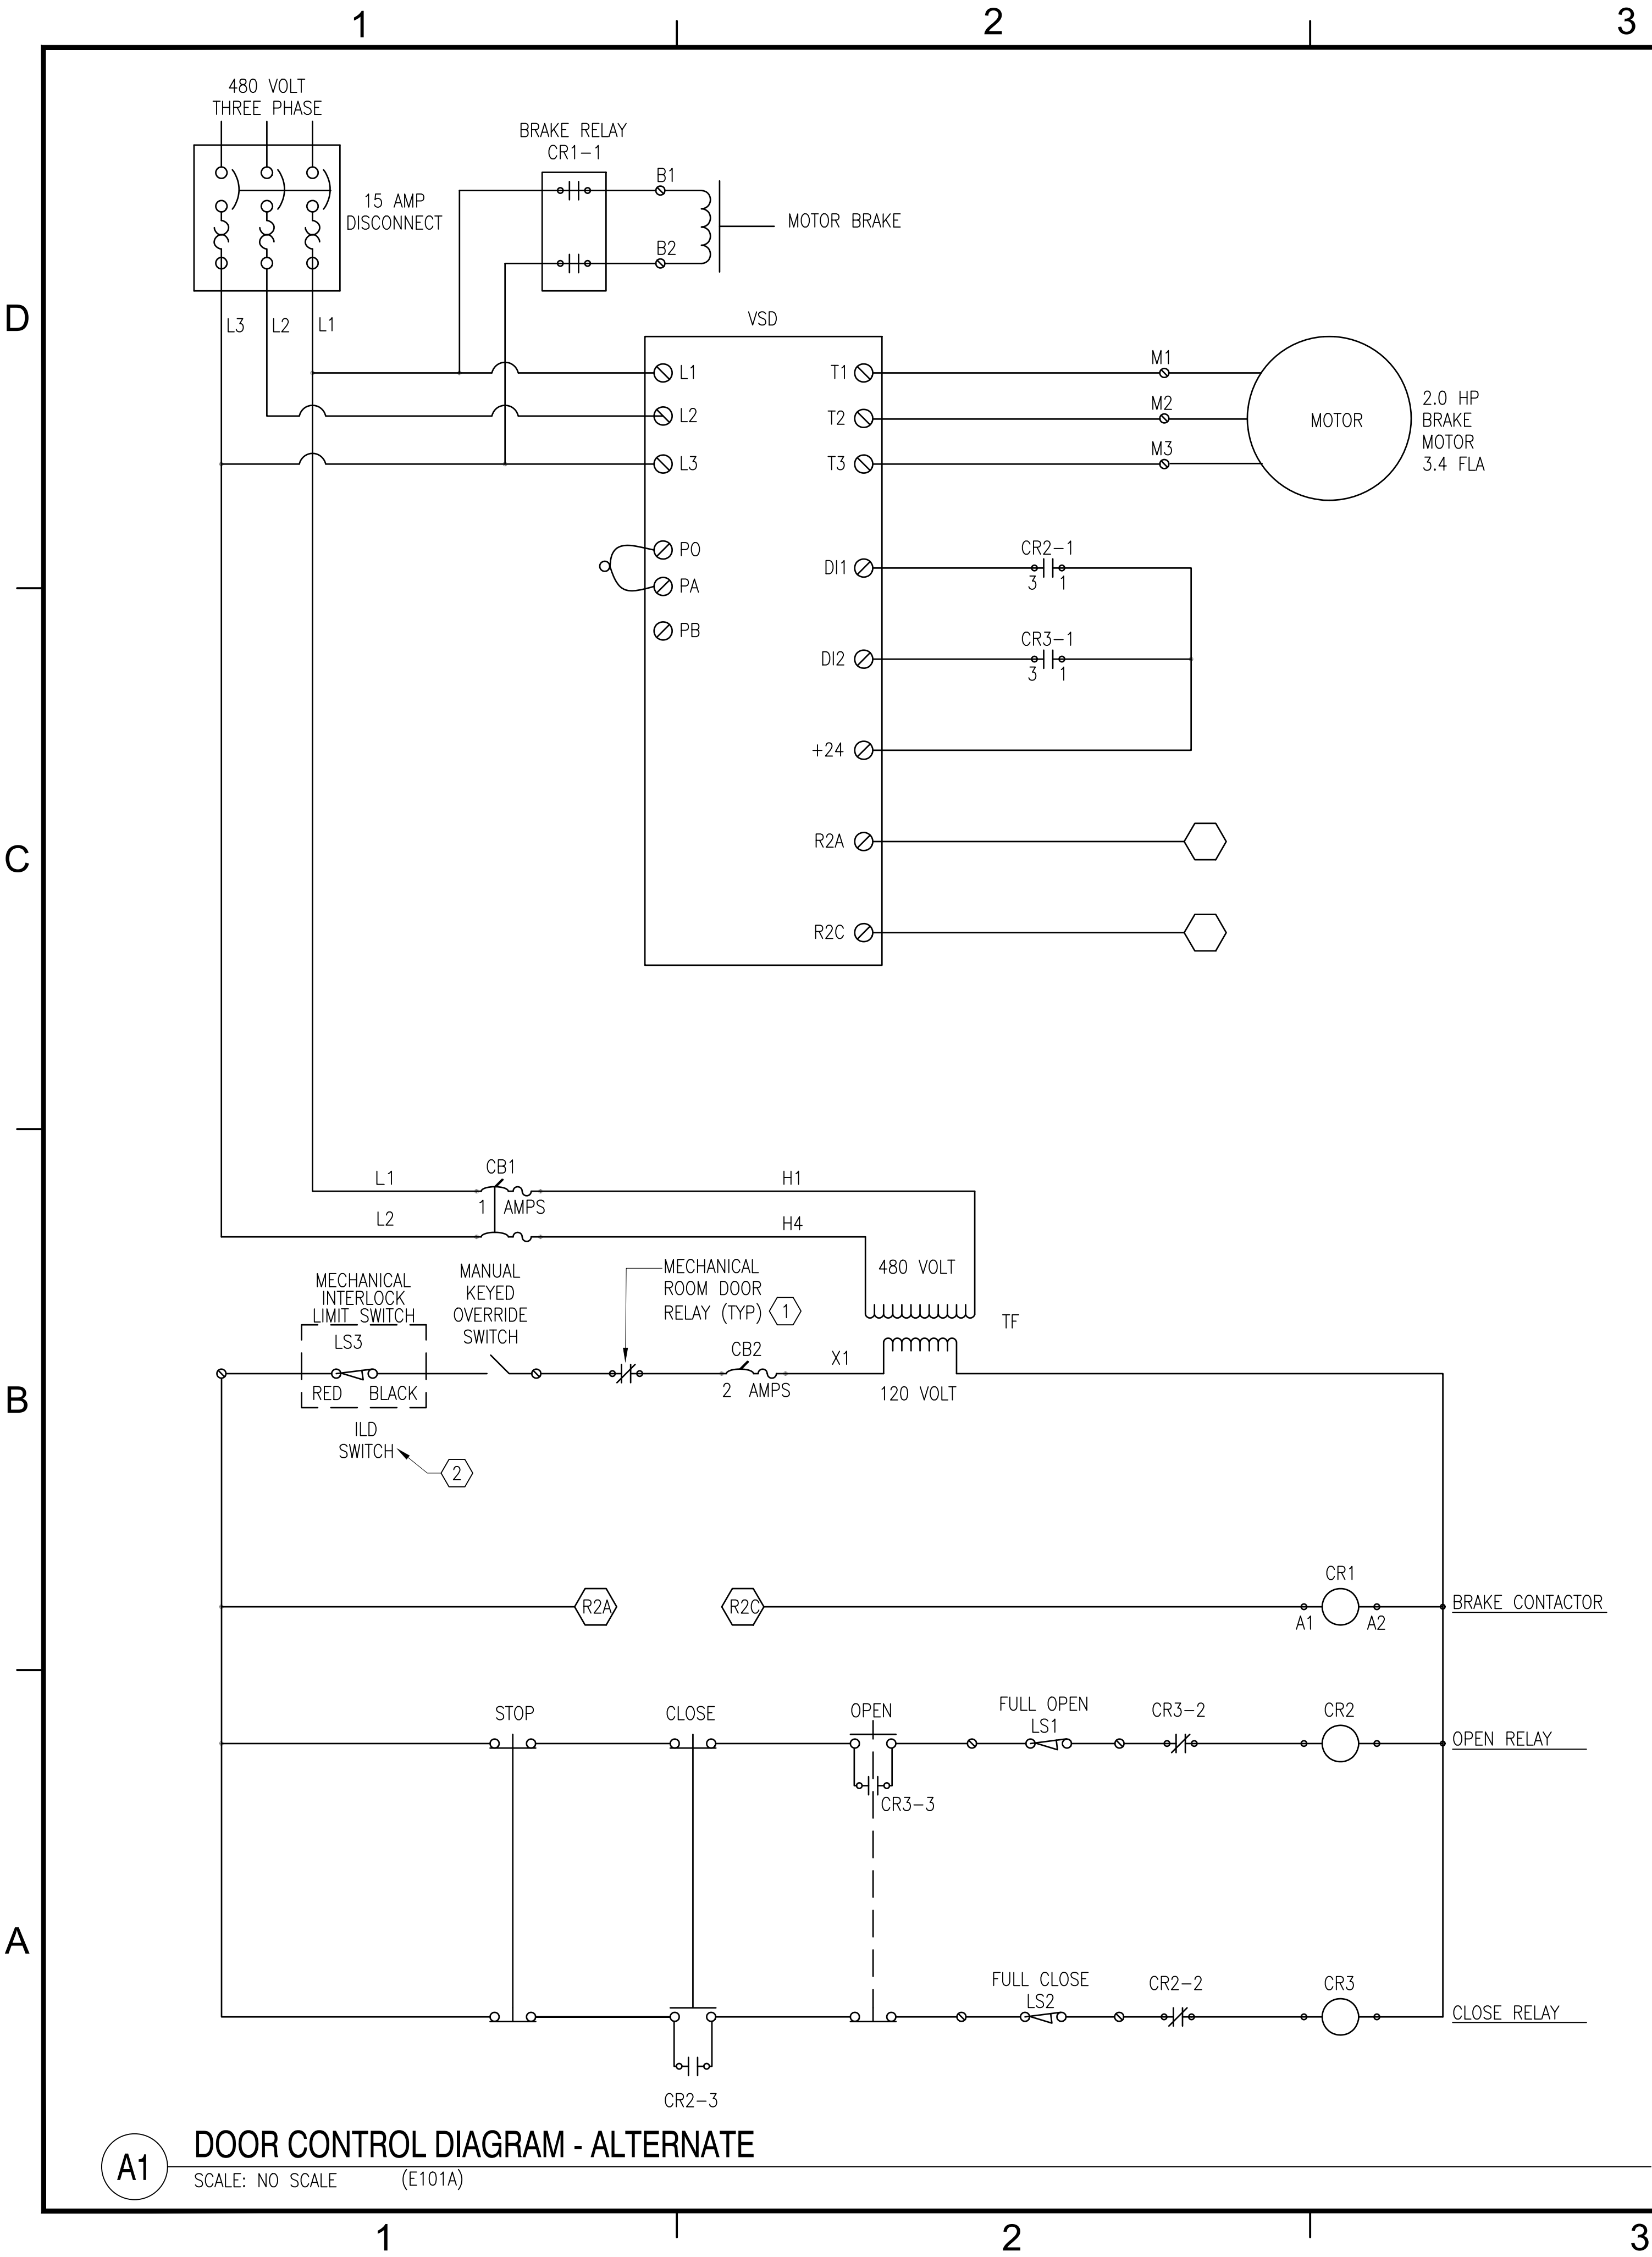 1
2
3
480 VOLT
THREE PHASE
15 AMP
DISCONNECT
BRAKE RELAY
CR1-1
B1
B2
MOTOR BRAKE
D
L3
L2
L1
VSD
L1
L2
L3
PO
PA
PB
T1
T2
T3
DI1
DI2
+24
R2A
R2C
M1
M2
M3
MOTOR
2.0 HP
BRAKE
MOTOR
3.4 FLA
CR2-1
3 1
CR3-1
3 1
C
L1
CB1
1 AMPS
H1
L2
H4
480 VOLT
TF
120 VOLT
MECHANICAL
INTERLOCK
LIMIT SWITCH
LS3
RED BLACK
ILD
SWITCH
2
MANUAL
KEYED
OVERRIDE
SWITCH
MECHANICAL
ROOM DOOR
RELAY (TYP) 1
CB2
2 AMPS
X1
B
R2A
R2C
CR1
A1 A2
BRAKE CONTACTOR
STOP
CLOSE
OPEN
CR3-3
FULL OPEN
LS1
CR3-2
CR2
OPEN RELAY
A
FULL CLOSE
LS2
CR2-2
CR3
CLOSE RELAY
CR2-3
A1
DOOR CONTROL DIAGRAM - ALTERNATE
SCALE: NO SCALE (E101A)
1
2
3